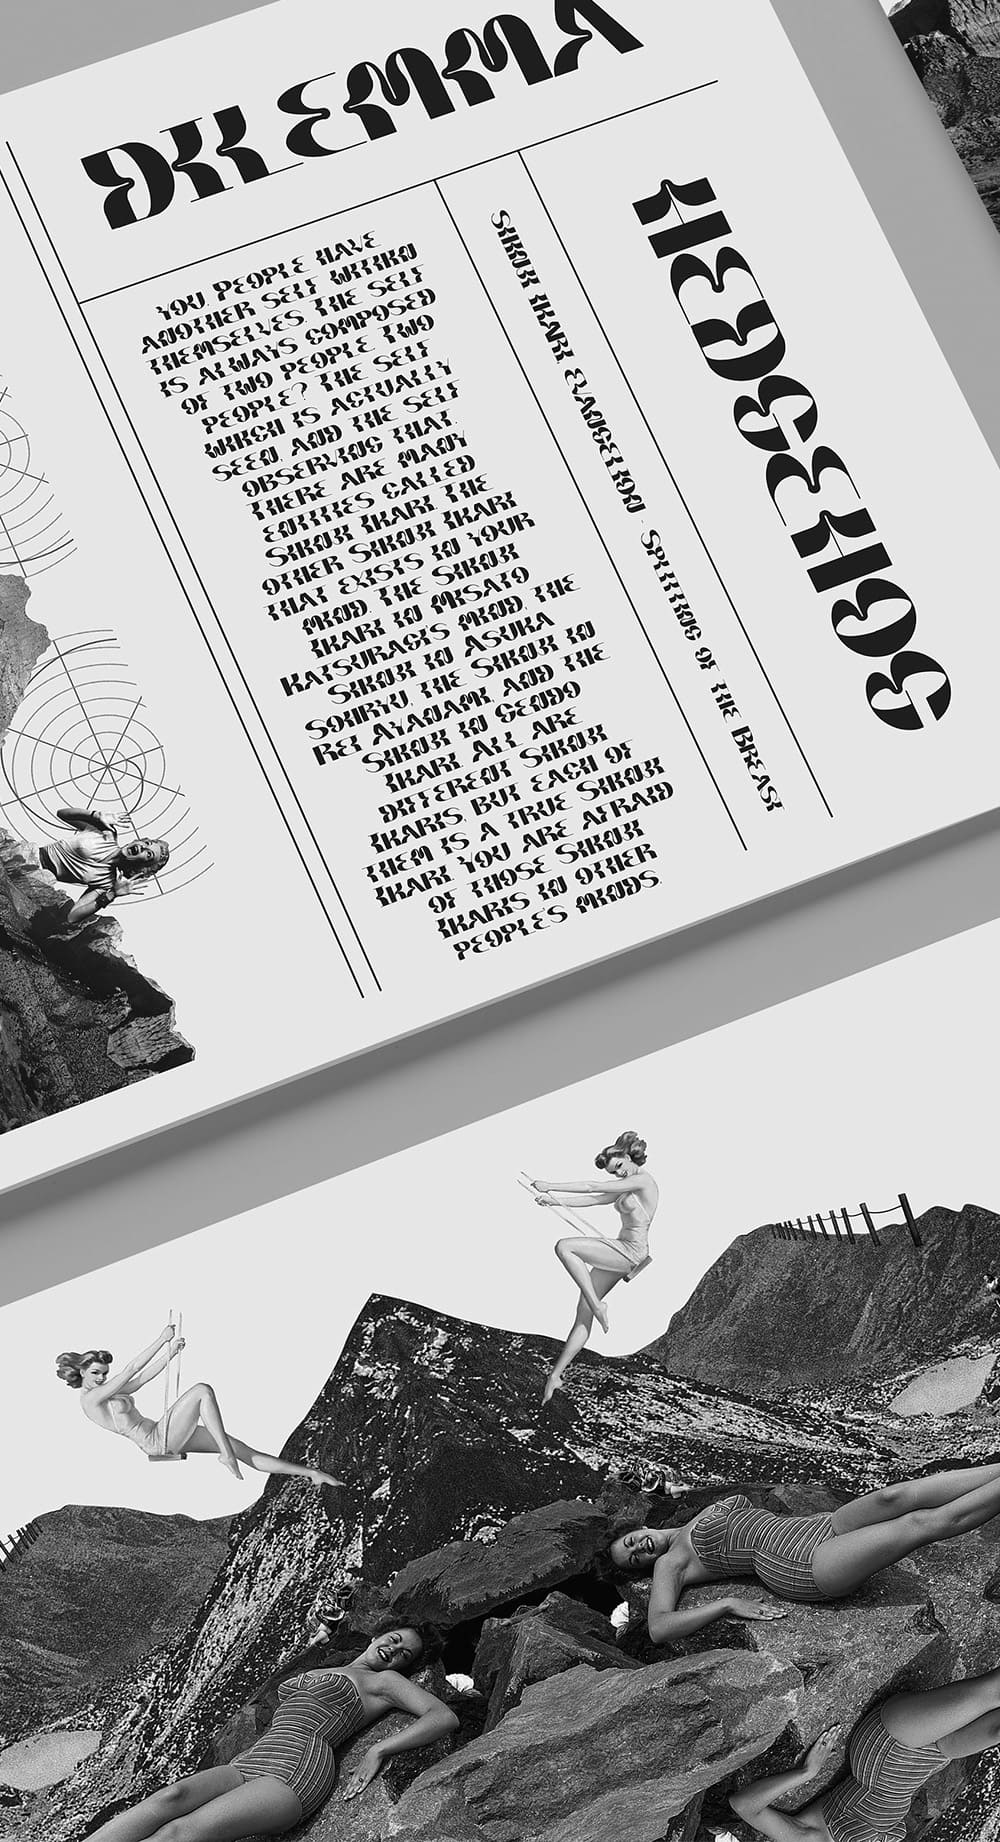 DILEMMA
YOU PEOPLE HAVE
ANOTHER SELF WITHIN
THEMSELVES, THE SELF
IS ALWAYS COMPOSED
OF TWO PEOPLE TWO
PEOPLE? THE SELF
WHICH IS ACTUALLY
SEEN, AND THE SELF
OBSERVING THAT.
THERE ARE MANY
ENTITIES CALLED
SHINJI IKARI THE
OTHER SHINJI IKARI
THAT EXISTS IN YOUR
MIND, THE SHINJI
IKARI IN MISATO
KATSURAGI'S MIND, THE
SHINJI IN ASUKA
SOHRYU, THE SHINJI IN
REI AYANAMI, AND THE
SHINJI IN GENDO
IKARI ALL ARE
DIFFERENT SHINJI
IKARIS, BUT EACH OF
THEM IS A TRUE SHINJI
IKARI YOU ARE AFRAID
OF THOSE SHINJI
IKARIS IN OTHER
PEOPLE'S MINDS.
SHINJI IKARI, EVANGELION - SPLITTING OF THE BREAST
HEDGEHOG